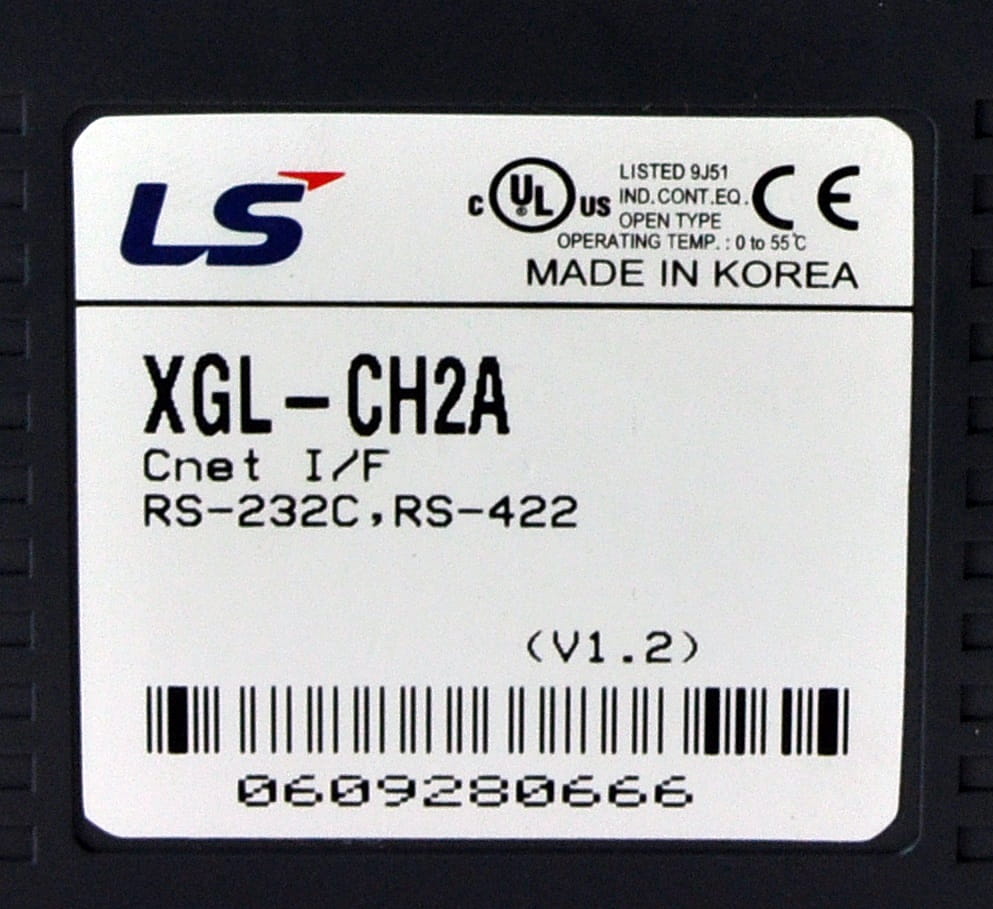 LS
C UL US
LISTED 9J51
IND.CONT.EQ.
OPEN TYPE
CE
OPERATING TEMP. : 0 to 55℃
MADE IN KOREA
XGL-CH2A
Cnet I/F
RS-232C,RS-422
(V1.2)
0609280666